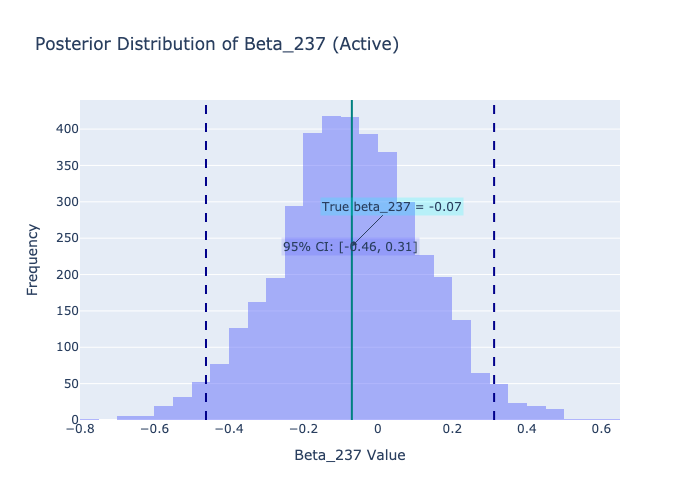 Posterior Distribution of Beta_237 (Active)
400
350
300
250
200
150
100
50
0
True beta_237 = -0.07
95% CI: [-0.46, 0.31]
Frequency
−0.8 −0.6 −0.4 −0.2 0 0.2 0.4 0.6
Beta_237 Value